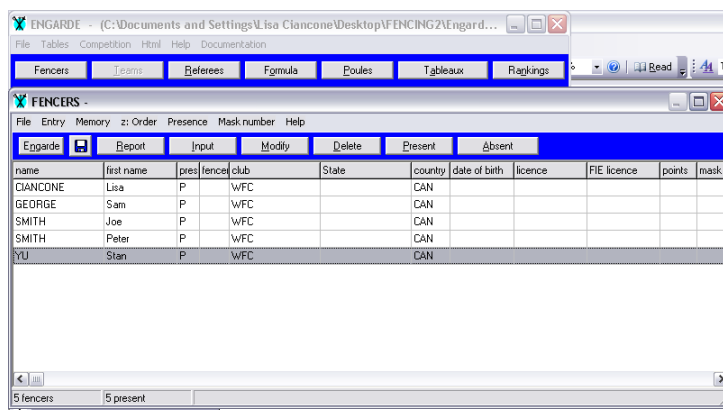 ENGARDE - (C:\Documents and Settings\Lisa Ciancone\Desktop\FENCING2\Engard...
File Tables Competition Html Help Documentation
Fencers Teams Referees Formula Poules Tableaux Rankings
Read
FENCERS -
File Entry Memory z: Order Presence Mask number Help
Engarde Report Input Modify Delete Present Absent
name first name pres fencer club State country date of birth licence FIE licence points mask
CIANCONE Lisa P WFC CAN
GEORGE Sam P WFC CAN
SMITH Joe P WFC CAN
SMITH Peter P WFC CAN
YU Stan P WFC CAN
5 fencers 5 present